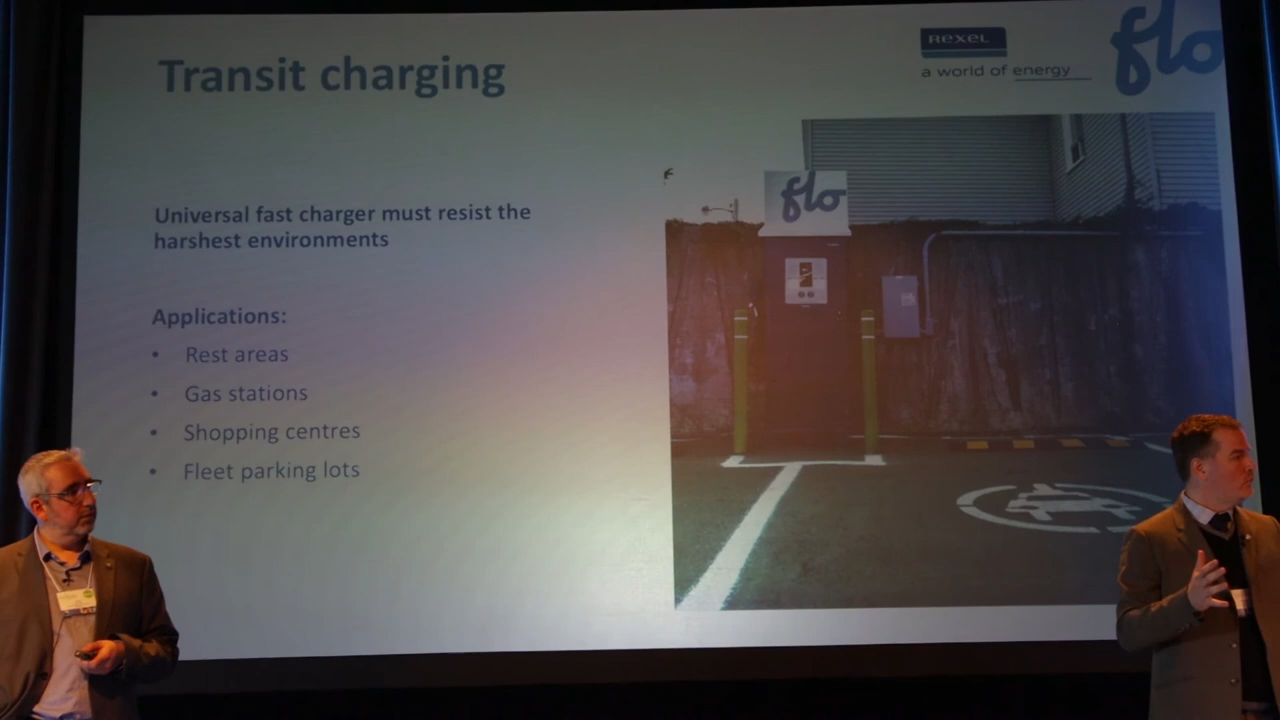 Transit charging
REXEL
a world of energy
flo
Universal fast charger must resist the
harshest environments
flo
Applications:
• Rest areas
• Gas stations
• Shopping centres
• Fleet parking lots